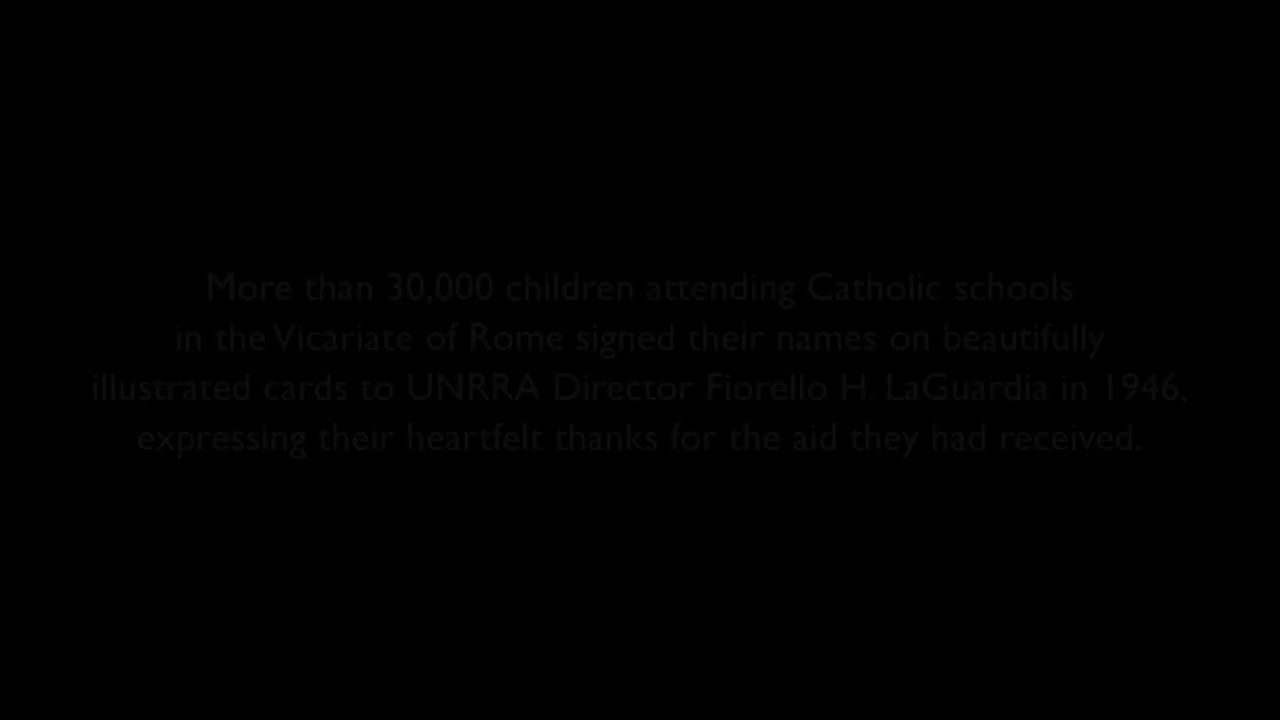 More than 30,000 children attending Catholic schools
in the Vicariate of Rome signed their names on beautifully
illustrated cards to UNRRA Director Fiorello H. LaGuardia in 1946,
expressing their heartfelt thanks for the aid they had received.